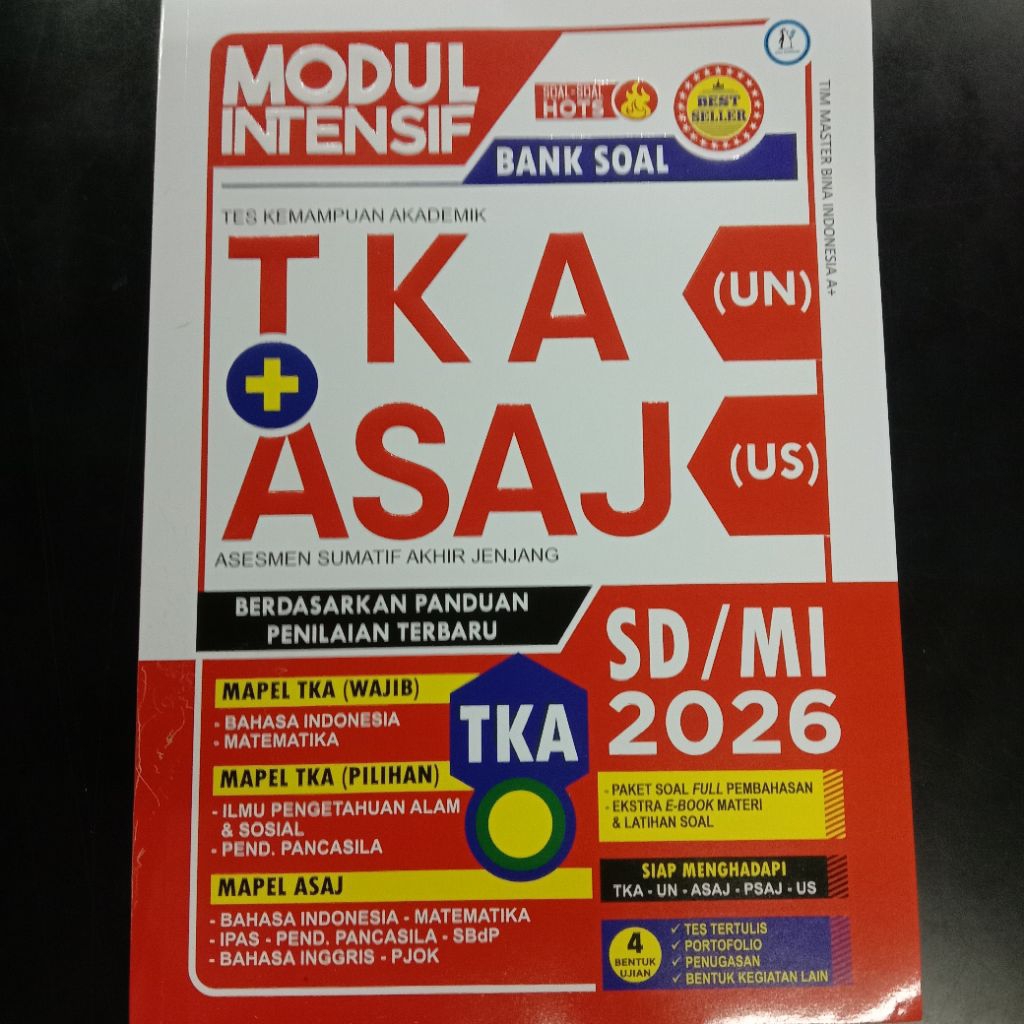 MODUL
INTENSIF
SOAL-SOAL
HOTS
BEST
SELLER
BANK SOAL
TIM MASTER BINA INDONESIA A+
TES KEMAMPUAN AKADEMIK
TKA
(UN)
+
ASAJ
(US)
ASESMEN SUMATIF AKHIR JENJANG
BERDASARKAN PANDUAN
PENILAIAN TERBARU
SD/MI
2026
MAPEL TKA (WAJIB)
- BAHASA INDONESIA
- MATEMATIKA
MAPEL TKA (PILIHAN)
- ILMU PENGETAHUAN ALAM
& SOSIAL
- PEND. PANCASILA
TKA
MAPEL ASAJ
- BAHASA INDONESIA - MATEMATIKA
- IPAS - PEND. PANCASILA - SBdP
- BAHASA INGGRIS - PJOK
- PAKET SOAL FULL PEMBAHASAN
- EKSTRA E-BOOK MATERI
& LATIHAN SOAL
SIAP MENGHADAPI
TKA - UN - ASAJ - PSAJ - US
4
BENTUK
UJIAN
✓ TES TERTULIS
✓ PORTOFOLIO
✓ PENUGASAN
✓ BENTUK KEGIATAN LAIN